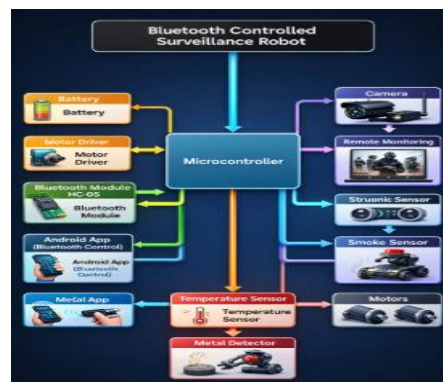 Bluetooth Controlled
Surveillance Robot
Battery
Battery
Motor Driver
Motor
Driver
Bluetooth Module
HC-05
Bluetooth
Module
Android App
(Bluetooth Control)
Android App
(Bluetooth
Control)
Metal App
Microcontroller
Camera
Remote Monitoring
Struonic Sensor
Smoke Sensor
Motors
Temperature Sensor
Temperature
Sensor
Metal Detector